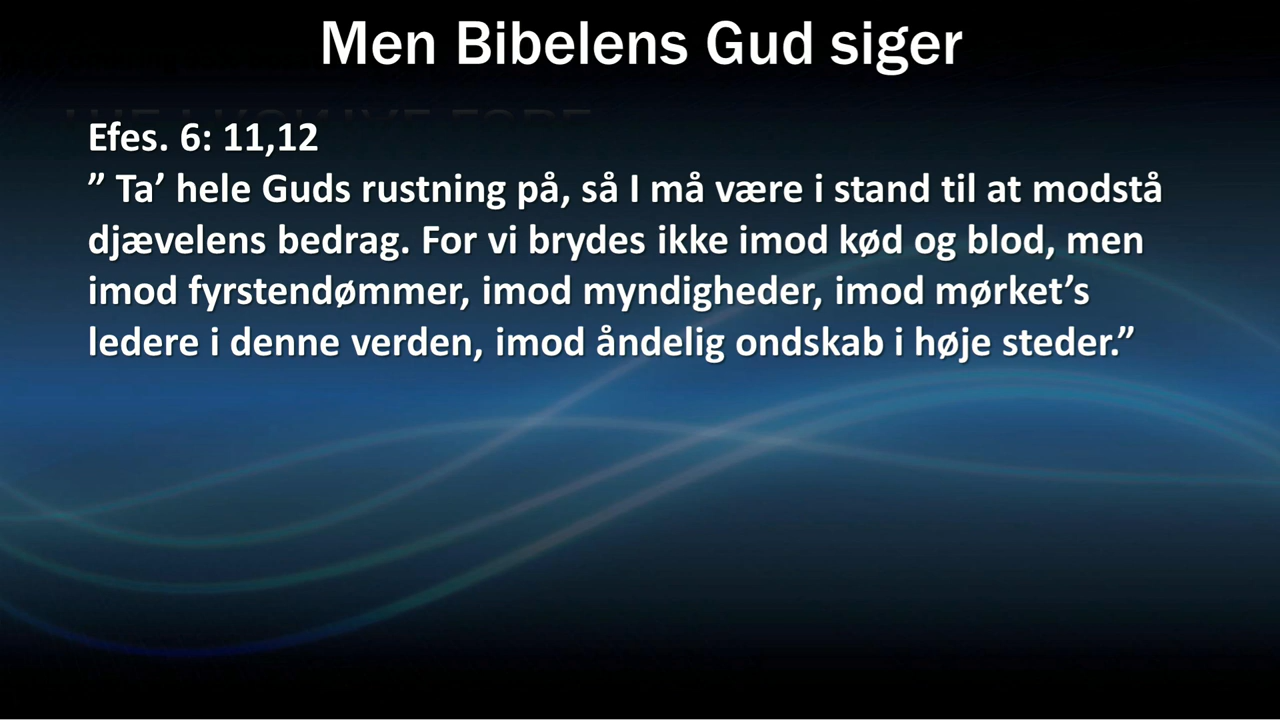 Men Bibelens Gud siger
Efes. 6: 11,12
” Ta’ hele Guds rustning på, så I må være i stand til at modstå
djævelens bedrag. For vi brydes ikke imod kød og blod, men
imod fyrstendømmer, imod myndigheder, imod mørket’s
ledere i denne verden, imod åndelig ondskab i høje steder.”